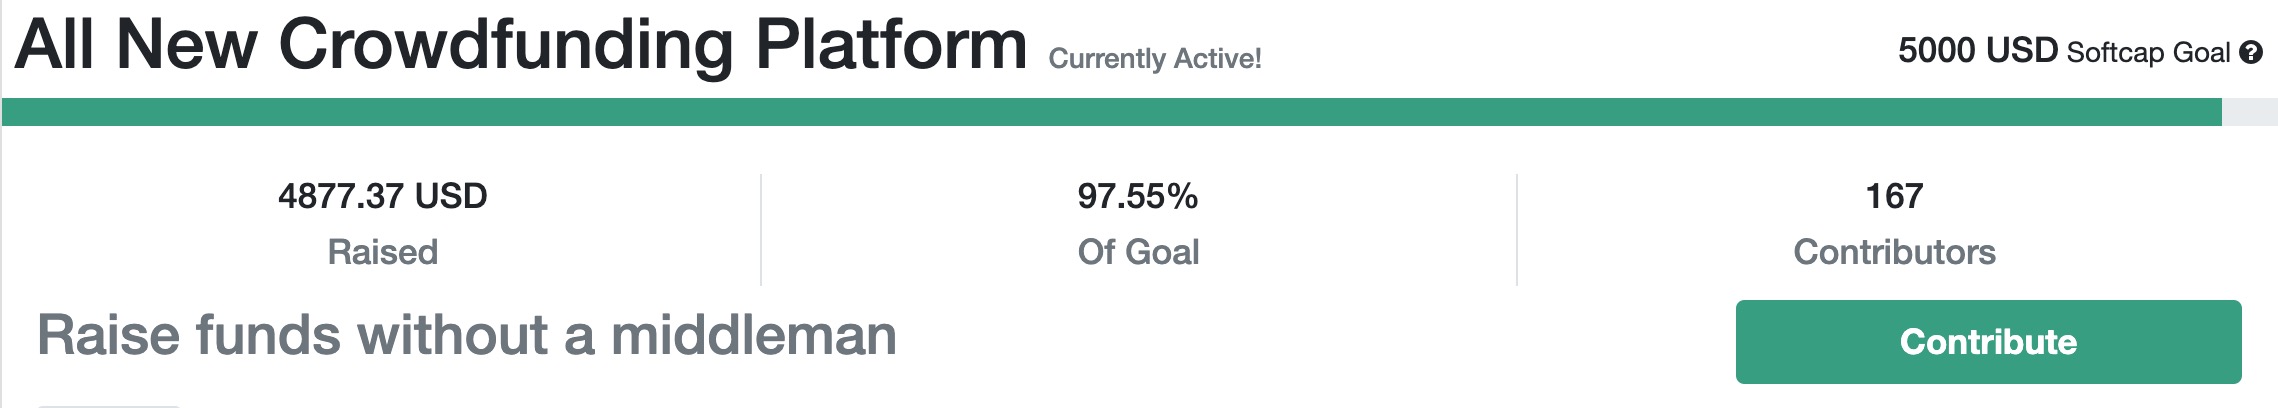 All New Crowdfunding Platform Currently Active! 5000 USD Softcap Goal ?
4877.37 USD 97.55% 167
Raised Of Goal Contributors
Raise funds without a middleman Contribute